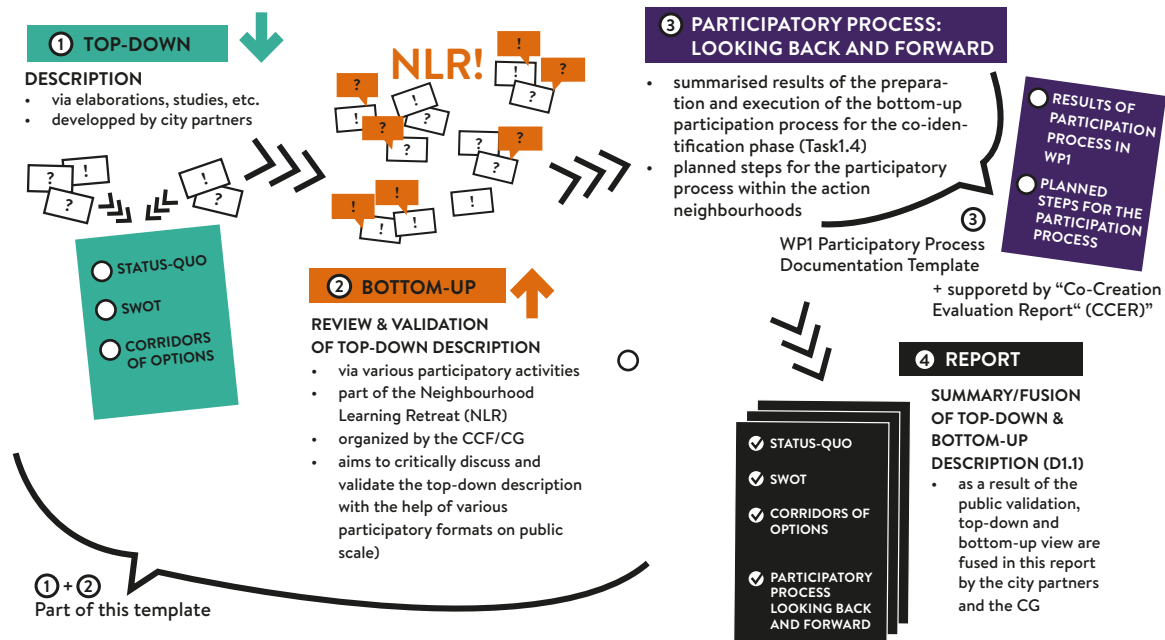 1 TOP-DOWN
DESCRIPTION
• via elaborations, studies, etc.
• developped by city partners
?
!
?
!
?
STATUS-QUO
SWOT
CORRIDORS
OF OPTIONS
NLR!
?
!
!
?
?
?
!
!
?
?
?
?
?
!
!
!
!
!
2 BOTTOM-UP
REVIEW & VALIDATION
OF TOP-DOWN DESCRIPTION
• via various participatory activities
• part of the Neighbourhood
Learning Retreat (NLR)
• organized by the CCF/CG
• aims to critically discuss and
validate the top-down description
with the help of various
participatory formats on public
scale)
1 + 2
Part of this template
3 PARTICIPATORY PROCESS:
LOOKING BACK AND FORWARD
• summarised results of the prepara-
tion and execution of the bottom-up
participation process for the co-iden-
tification phase (Task1.4)
• planned steps for the participatory
process within the action
neighbourhoods
RESULTS OF
PARTICIPATION
PROCESS IN
WP1
PLANNED
STEPS FOR THE
PARTICIPATION
PROCESS
3
WP1 Participatory Process
Documentation Template
+ supporetd by “Co-Creation
Evaluation Report“ (CCER)”
4 REPORT
SUMMARY/FUSION
OF TOP-DOWN &
BOTTOM-UP
DESCRIPTION (D1.1)
• as a result of the
public validation,
top-down and
bottom-up view are
fused in this report
by the city partners
and the CG
STATUS-QUO
SWOT
CORRIDORS OF
OPTIONS
PARTICIPATORY
PROCESS
LOOKING BACK
AND FORWARD